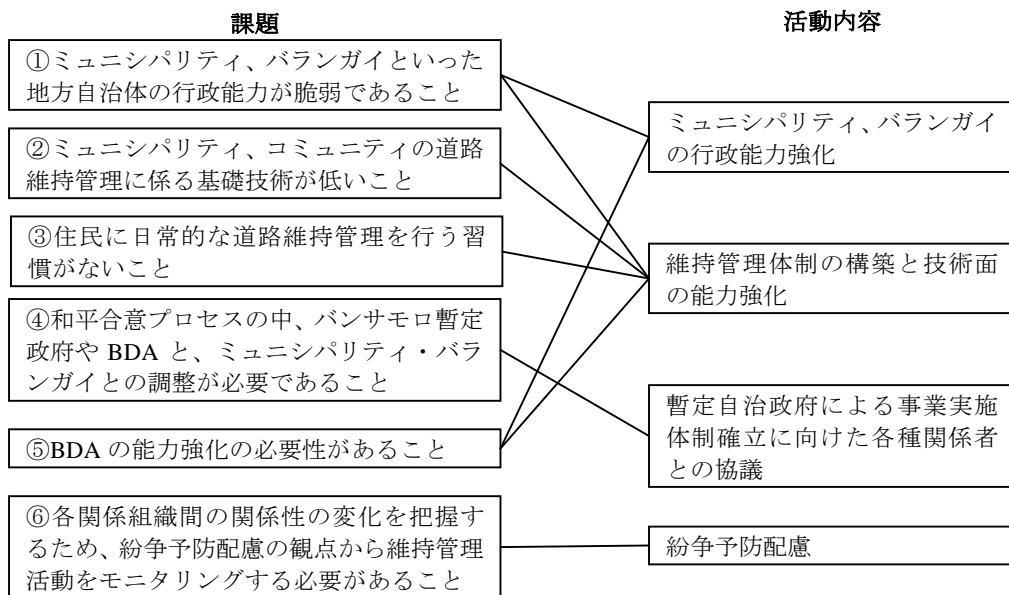 課題
①ミュニシパリティ、バランガイといった
地方自治体の行政能力が脆弱であること
②ミュニシパリティ、コミュニティの道路
維持管理に係る基礎技術が低いこと
③住民に日常的な道路維持管理を行う習
慣がないこと
④和平合意プロセスの中、バンサモロ暫定
政府や BDA と、ミュニシパリティ・バラ
ンガイとの調整が必要であること
⑤BDA の能力強化の必要性があること
⑥各関係組織間の関係性の変化を把握す
るため、紛争予防配慮の観点から維持管理
活動をモニタリングする必要があること
活動内容
ミュニシパリティ、バランガイ
の行政能力強化
維持管理体制の構築と技術面
の能力強化
暫定自治政府による事業実施
体制確立に向けた各種関係者
との協議
紛争予防配慮